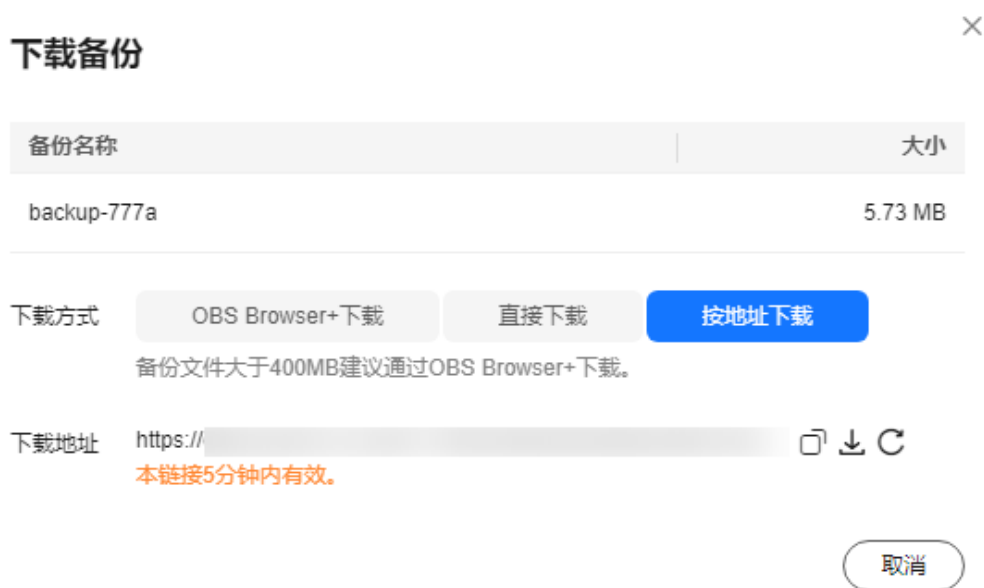 下载备份
备份名称 大小
backup-777a 5.73 MB
下载方式 OBS Browser+下载 直接下载 按地址下载
备份文件大于400MB建议通过OBS Browser+下载。
下载地址 https://
本链接5分钟内有效。
取消